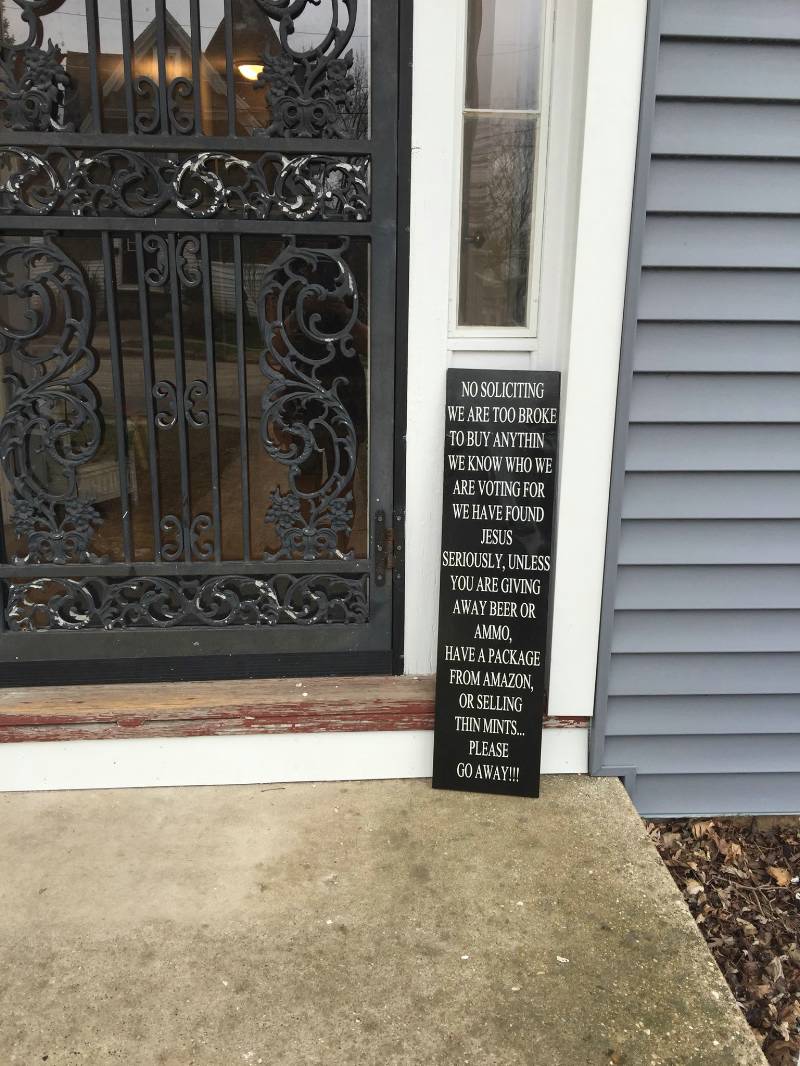 NO SOLICITING
WE ARE TOO BROKE
TO BUY ANYTHIN
WE KNOW WHO WE
ARE VOTING FOR
WE HAVE FOUND
JESUS
SERIOUSLY, UNLESS
YOU ARE GIVING
AWAY BEER OR
AMMO,
HAVE A PACKAGE
FROM AMAZON,
OR SELLING
THIN MINTS...
PLEASE
GO AWAY!!!